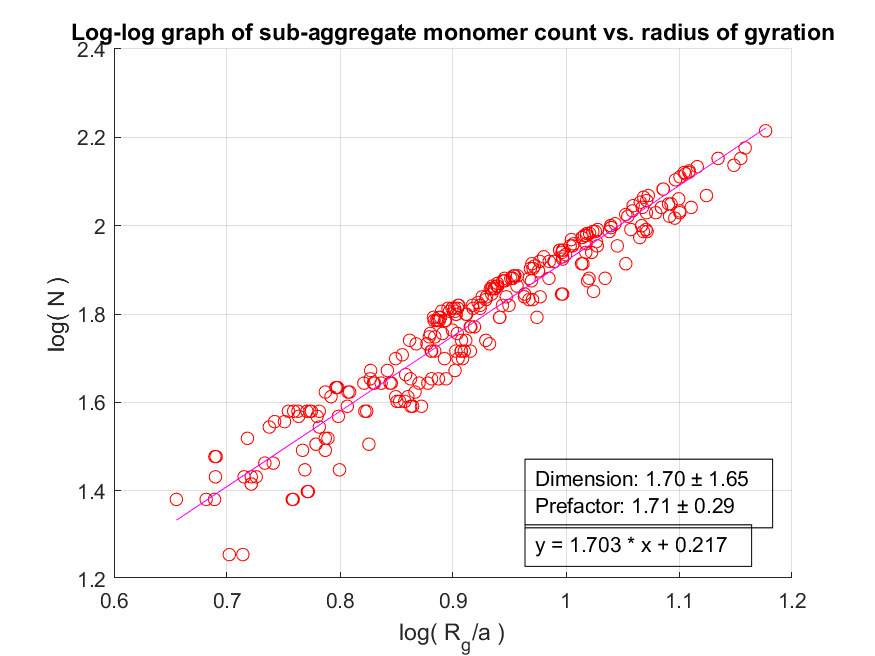 Log-log graph of sub-aggregate monomer count vs. radius of gyration
2.4
2.2
2
1.8
1.6
1.4
1.2
log( N )
Dimension: 1.70 ± 1.65
Prefactor: 1.71 ± 0.29
y = 1.703 * x + 0.217
0.6 0.7 0.8 0.9 1 1.1 1.2
log( R_g/a )